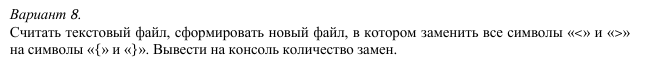 Вариант 8.
Считать текстовый файл, сформировать новый файл, в котором заменить все символы «<» и «>»
на символы «{» и «}». Вывести на консоль количество замен.